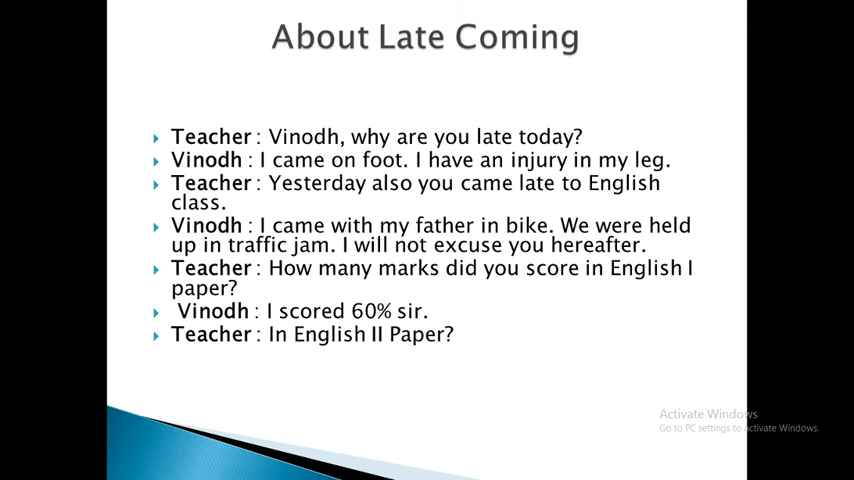 About Late Coming
Teacher : Vinodh, why are you late today?
Vinodh : I came on foot. I have an injury in my leg.
Teacher : Yesterday also you came late to English
class.
Vinodh : I came with my father in bike. We were held
up in traffic jam. I will not excuse you hereafter.
Teacher : How many marks did you score in English I
paper?
Vinodh : I scored 60% sir.
Teacher : In English II Paper?
Activate Windows
Go to PC settings to activate Windows.